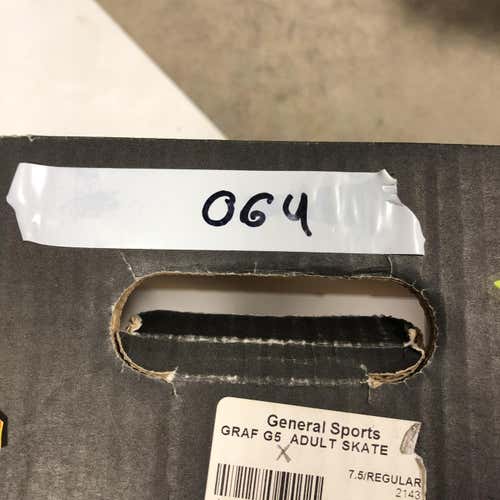 064
General Sports
GRAF G5 ADULT SKATE
X
7.5/REGULAR
2143